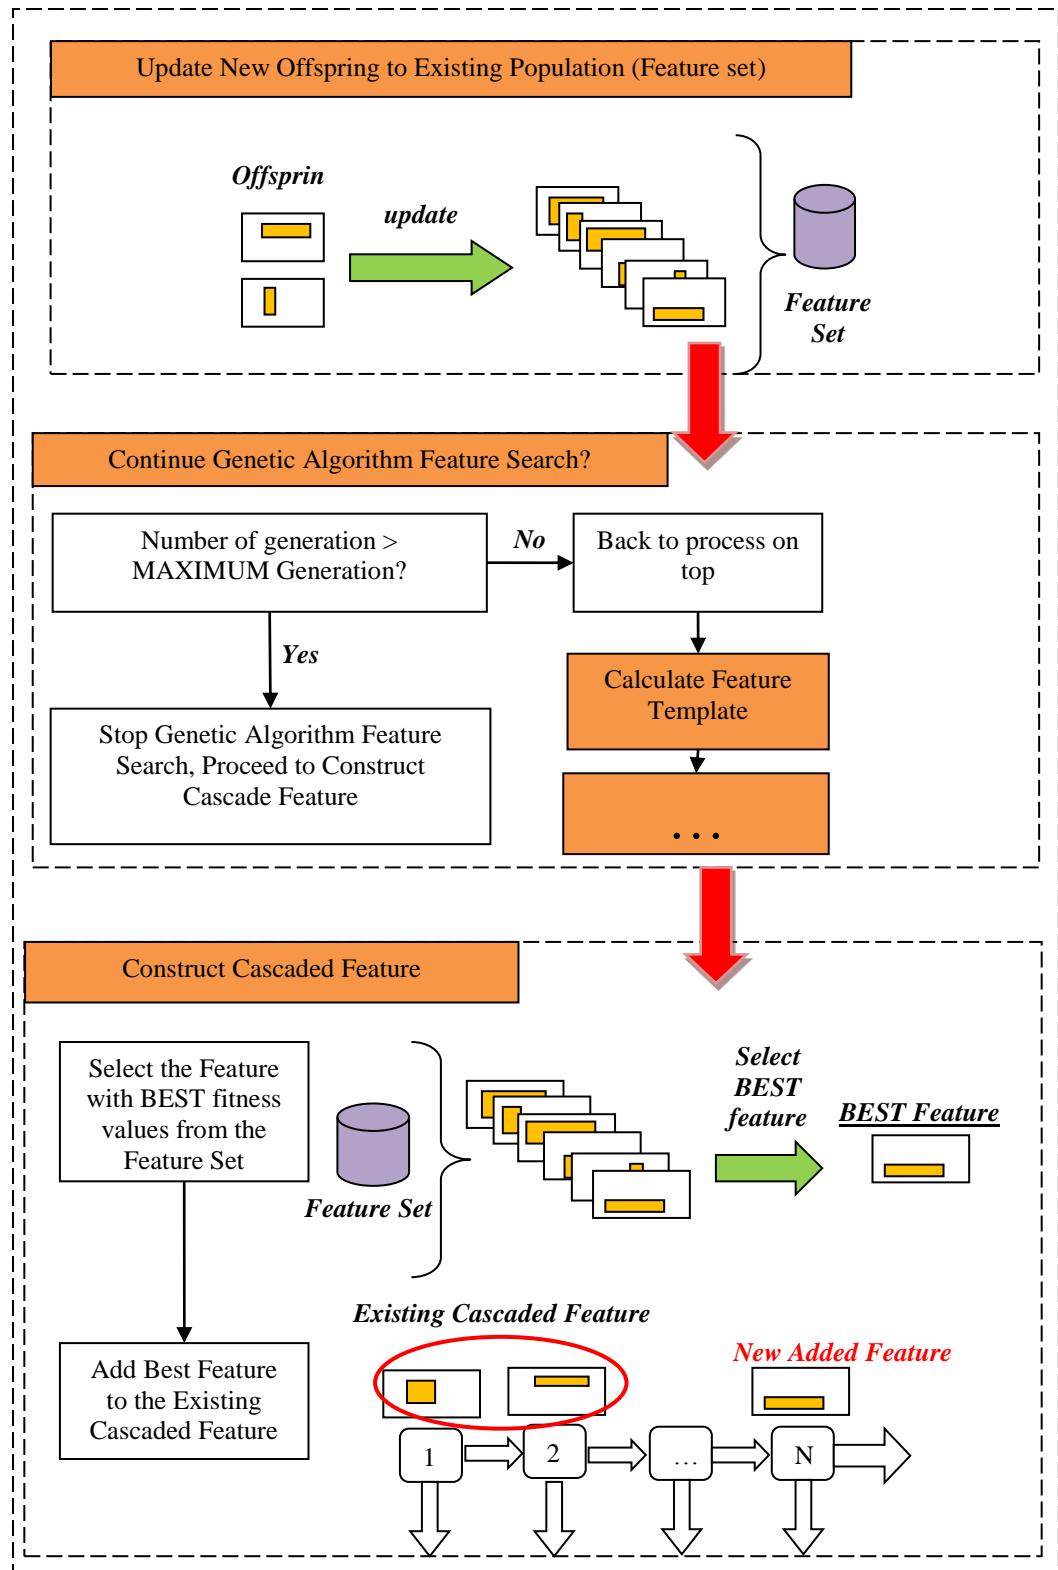 Update New Offspring to Existing Population (Feature set)
Offsprin
update
Feature
Set
Continue Genetic Algorithm Feature Search?
Number of generation >
MAXIMUM Generation?
No
Back to process on
top
Yes
Calculate Feature
Template
Stop Genetic Algorithm Feature
Search, Proceed to Construct
Cascade Feature
...
Construct Cascaded Feature
Select the Feature
with BEST fitness
values from the
Feature Set
Feature Set
Select
BEST
feature
BEST Feature
Existing Cascaded Feature
New Added Feature
Add Best Feature
to the Existing
Cascaded Feature
1
2
...
N